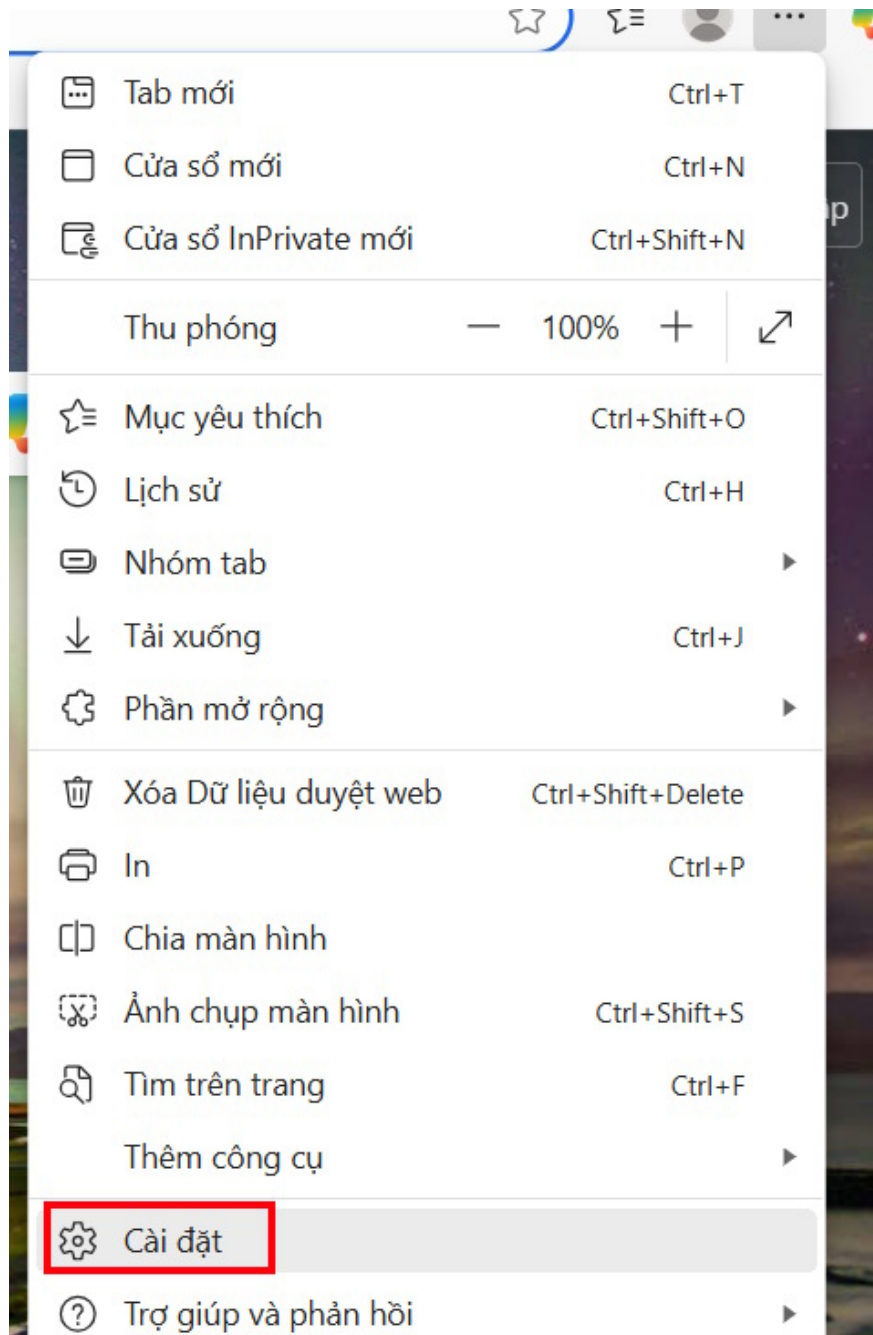 Tab mới Ctrl+T
Cửa sổ mới Ctrl+N
Cửa sổ InPrivate mới Ctrl+Shift+N
Thu phóng — 100% +
Mục yêu thích Ctrl+Shift+O
Lịch sử Ctrl+H
Nhóm tab
Tải xuống Ctrl+J
Phần mở rộng
Xóa Dữ liệu duyệt web Ctrl+Shift+Delete
In Ctrl+P
Chia màn hình
Ảnh chụp màn hình Ctrl+Shift+S
Tìm trên trang Ctrl+F
Thêm công cụ
Cài đặt
Trợ giúp và phản hồi